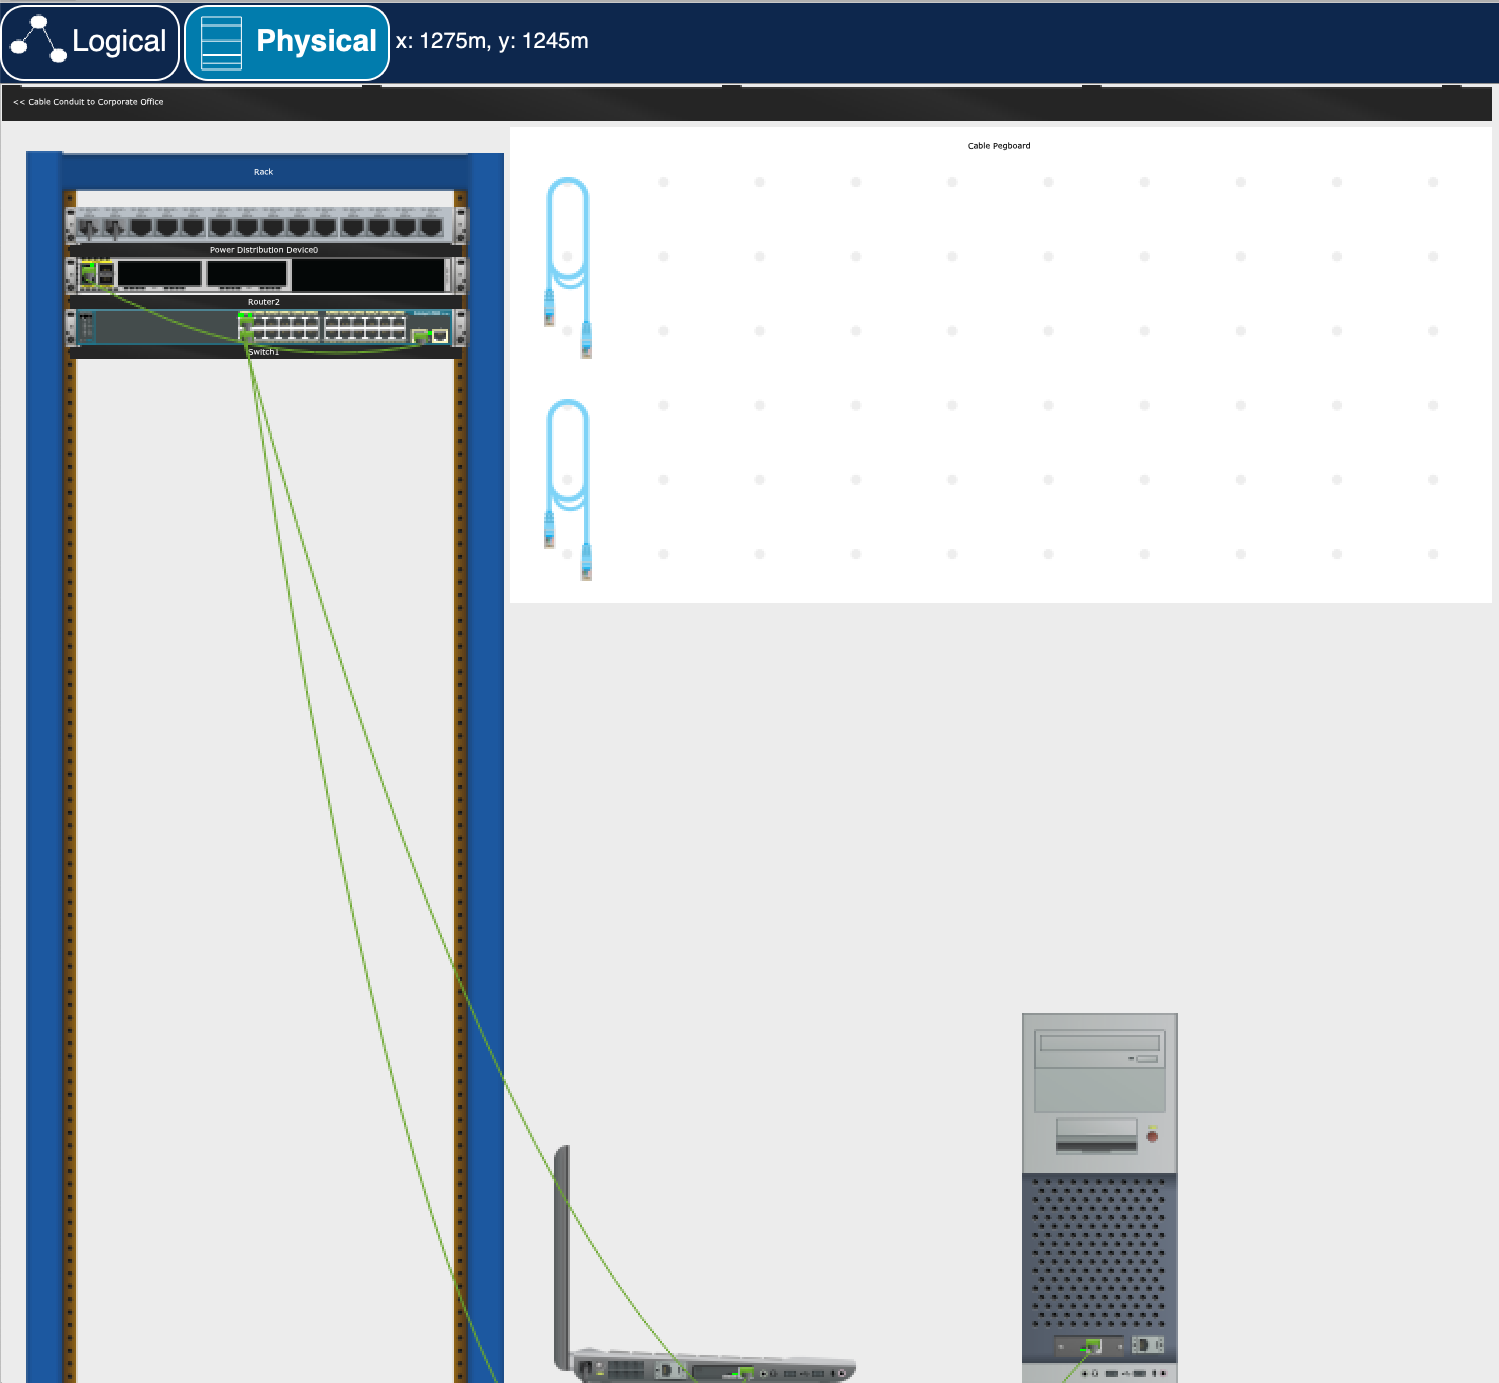 Logical
Physical
x: 1275m, y: 1245m
<< Cable Conduit to Corporate Office
Cable Pegboard
Rack
Power Distribution Device0
Router2
Switch1